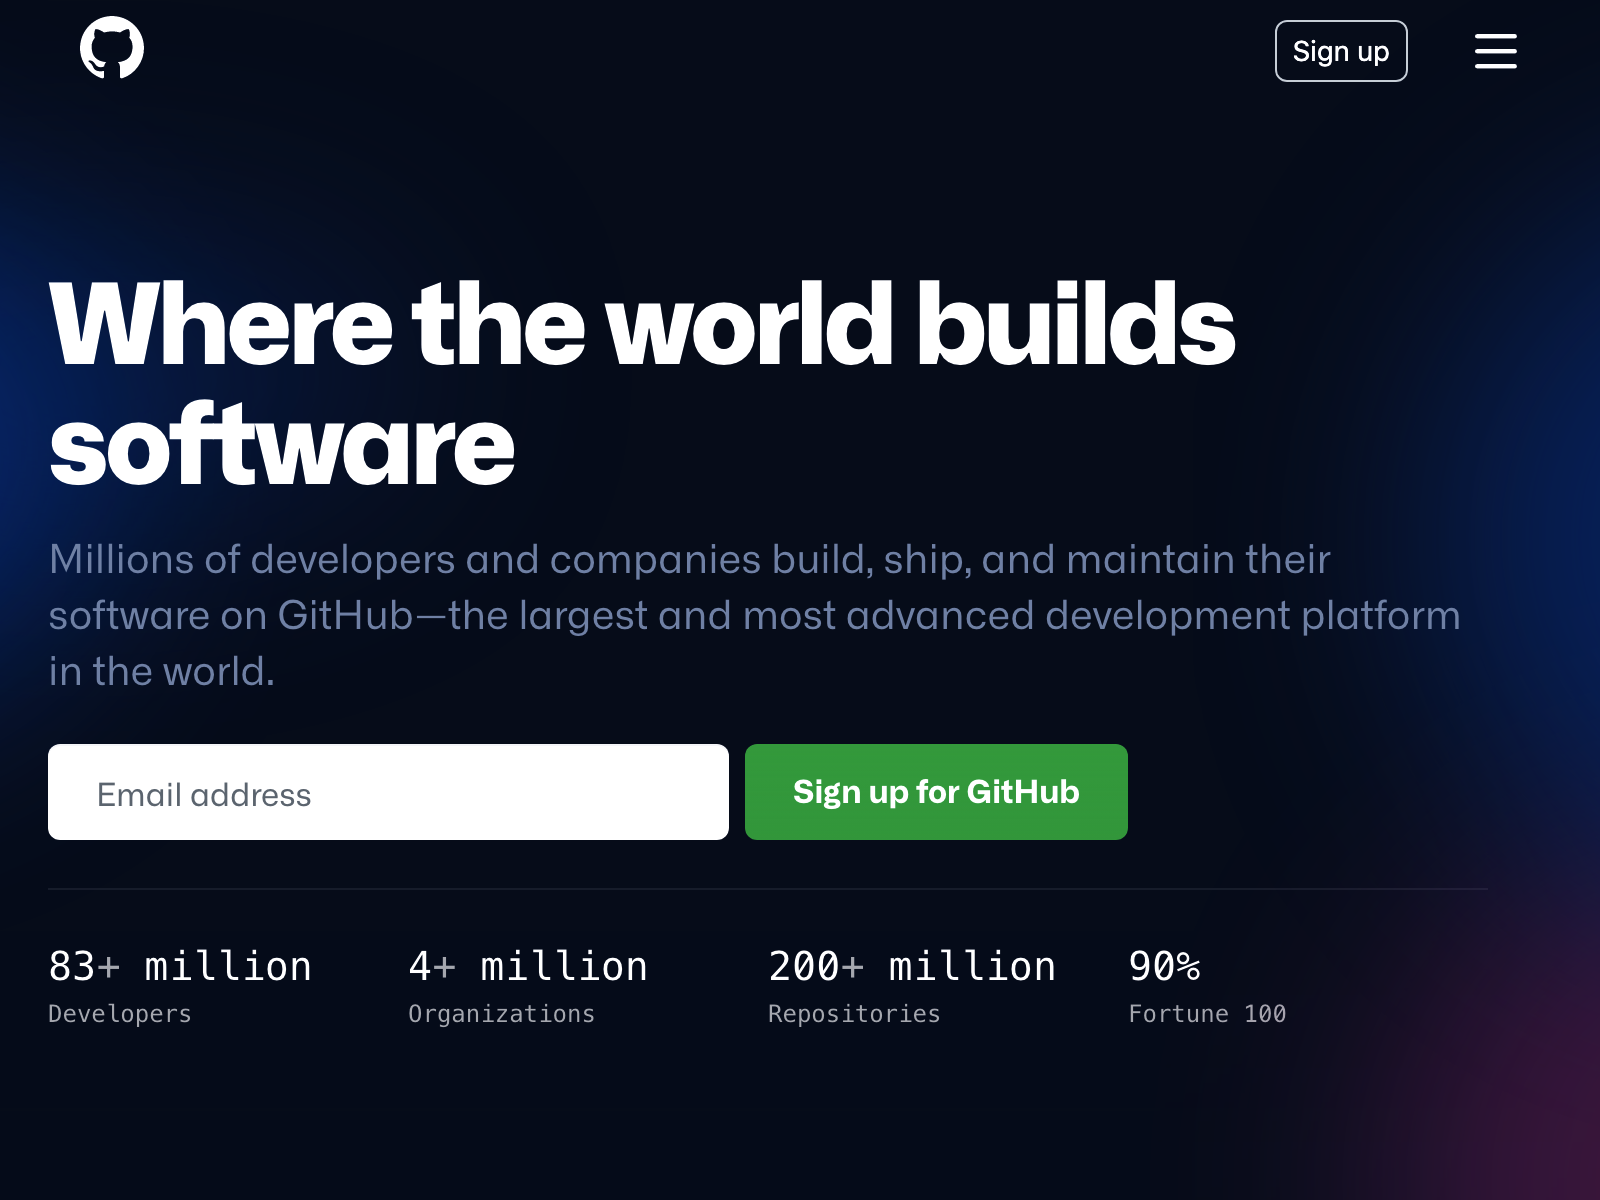 Sign up
Where the world builds
software
Millions of developers and companies build, ship, and maintain their
software on GitHub—the largest and most advanced development platform
in the world.
Email address
Sign up for GitHub
83+ million
Developers
4+ million
Organizations
200+ million
Repositories
90%
Fortune 100